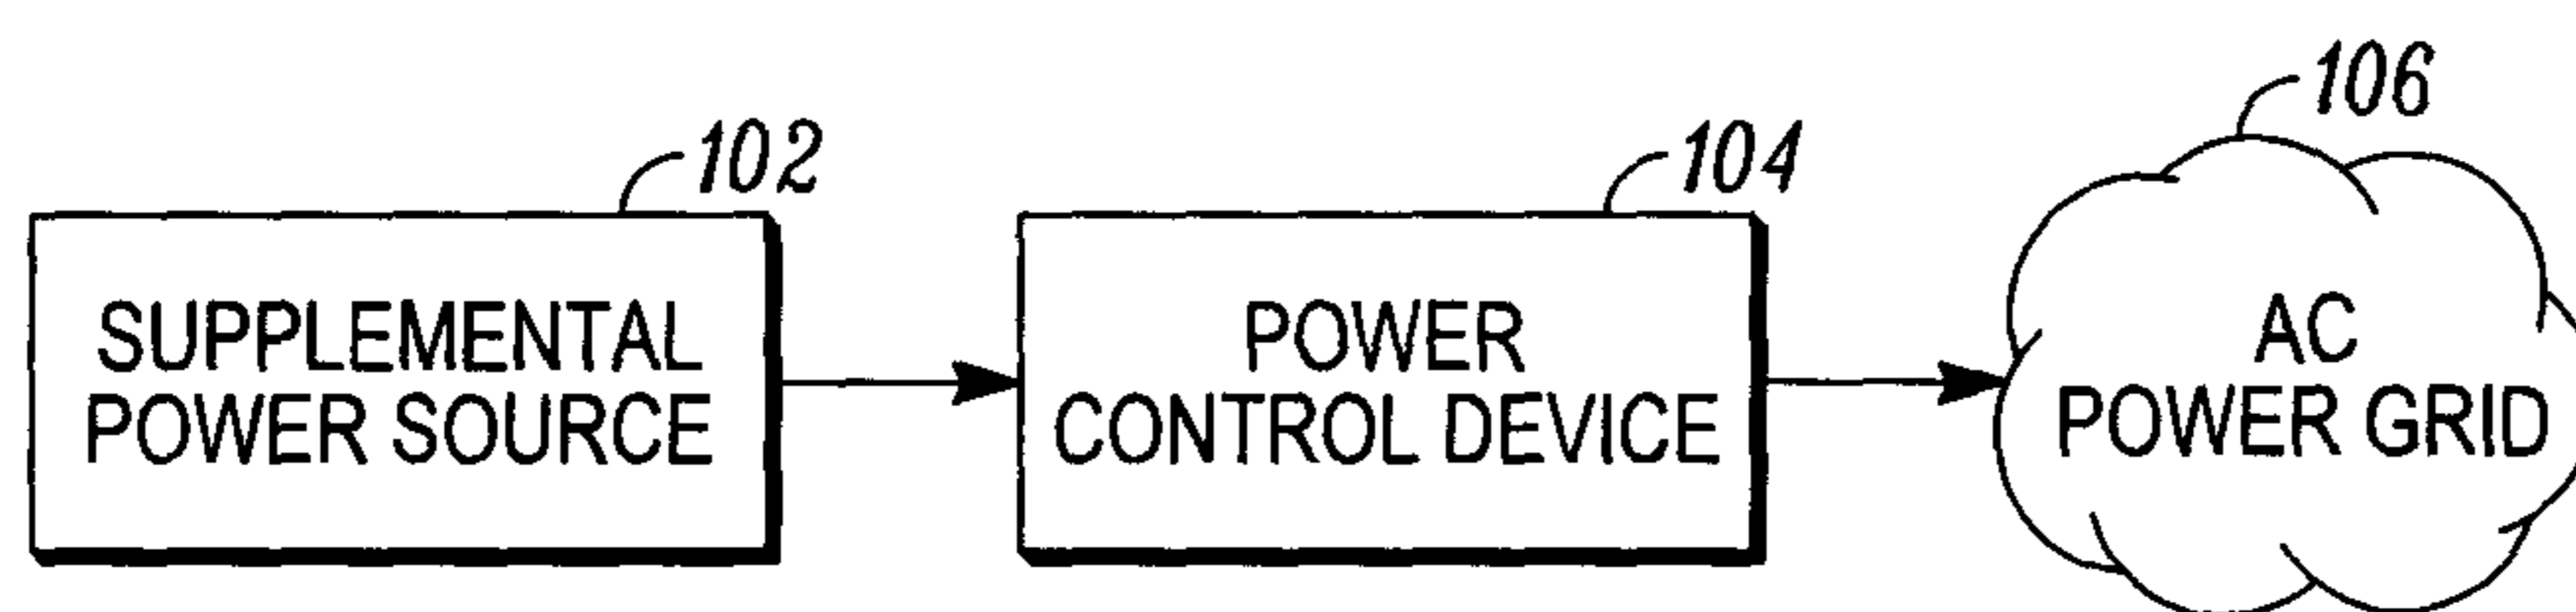 106
102
104
SUPPLEMENTAL
POWER SOURCE
POWER
CONTROL DEVICE
AC
POWER GRID